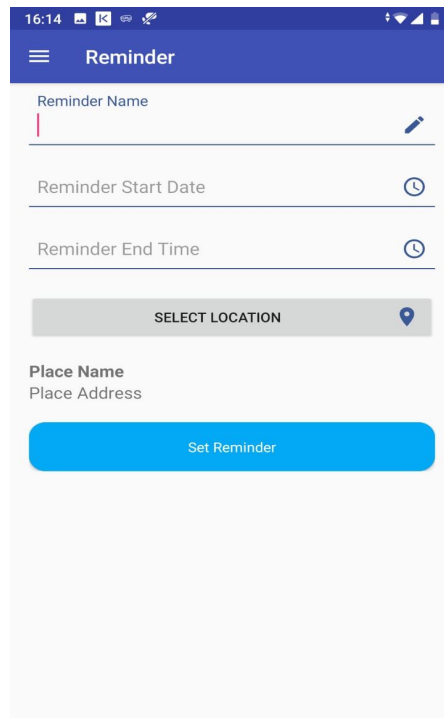 16:14 K
Reminder
Reminder Name
Reminder Start Date
Reminder End Time
SELECT LOCATION
Place Name
Place Address
Set Reminder